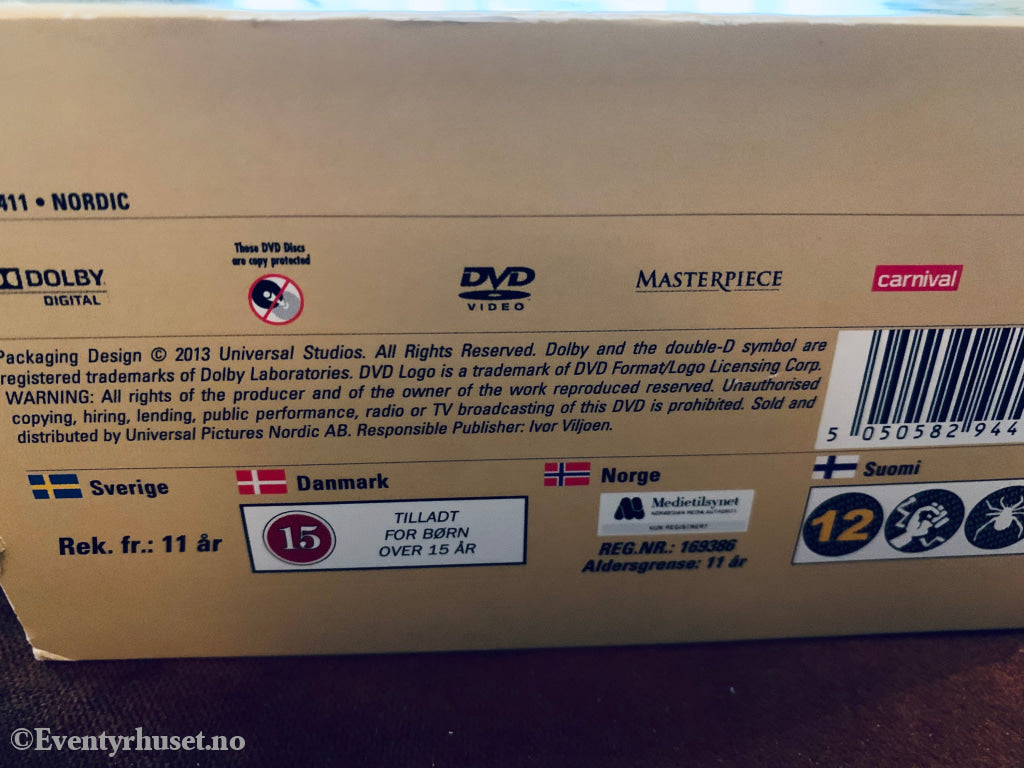 411 • NORDIC
DOLBY
DIGITAL
These DVD Discs
are copy protected
DVD
VIDEO
MASTERPIECE
carnival
Packaging Design © 2013 Universal Studios. All Rights Reserved. Dolby and the double-D symbol are
registered trademarks of Dolby Laboratories. DVD Logo is a trademark of DVD Format/Logo Licensing Corp.
WARNING: All rights of the producer and of the owner of the work reproduced reserved. Unauthorised
copying, hiring, lending, public performance, radio or TV broadcasting of this DVD is prohibited. Sold and
distributed by Universal Pictures Nordic AB. Responsible Publisher: Ivor Viljoen.
5 050582 944
Sverige
Rek. fr.: 11 år
Danmark
15
TILLADT
FOR BØRN
OVER 15 ÅR
Norge
Medietilsynet
NORWEGIAN MEDIA AUTHORITY
KUN REGISTRERT
REG.NR.: 169386
Aldersgrense: 11 år
Suomi
12
©Eventyrhuset.no